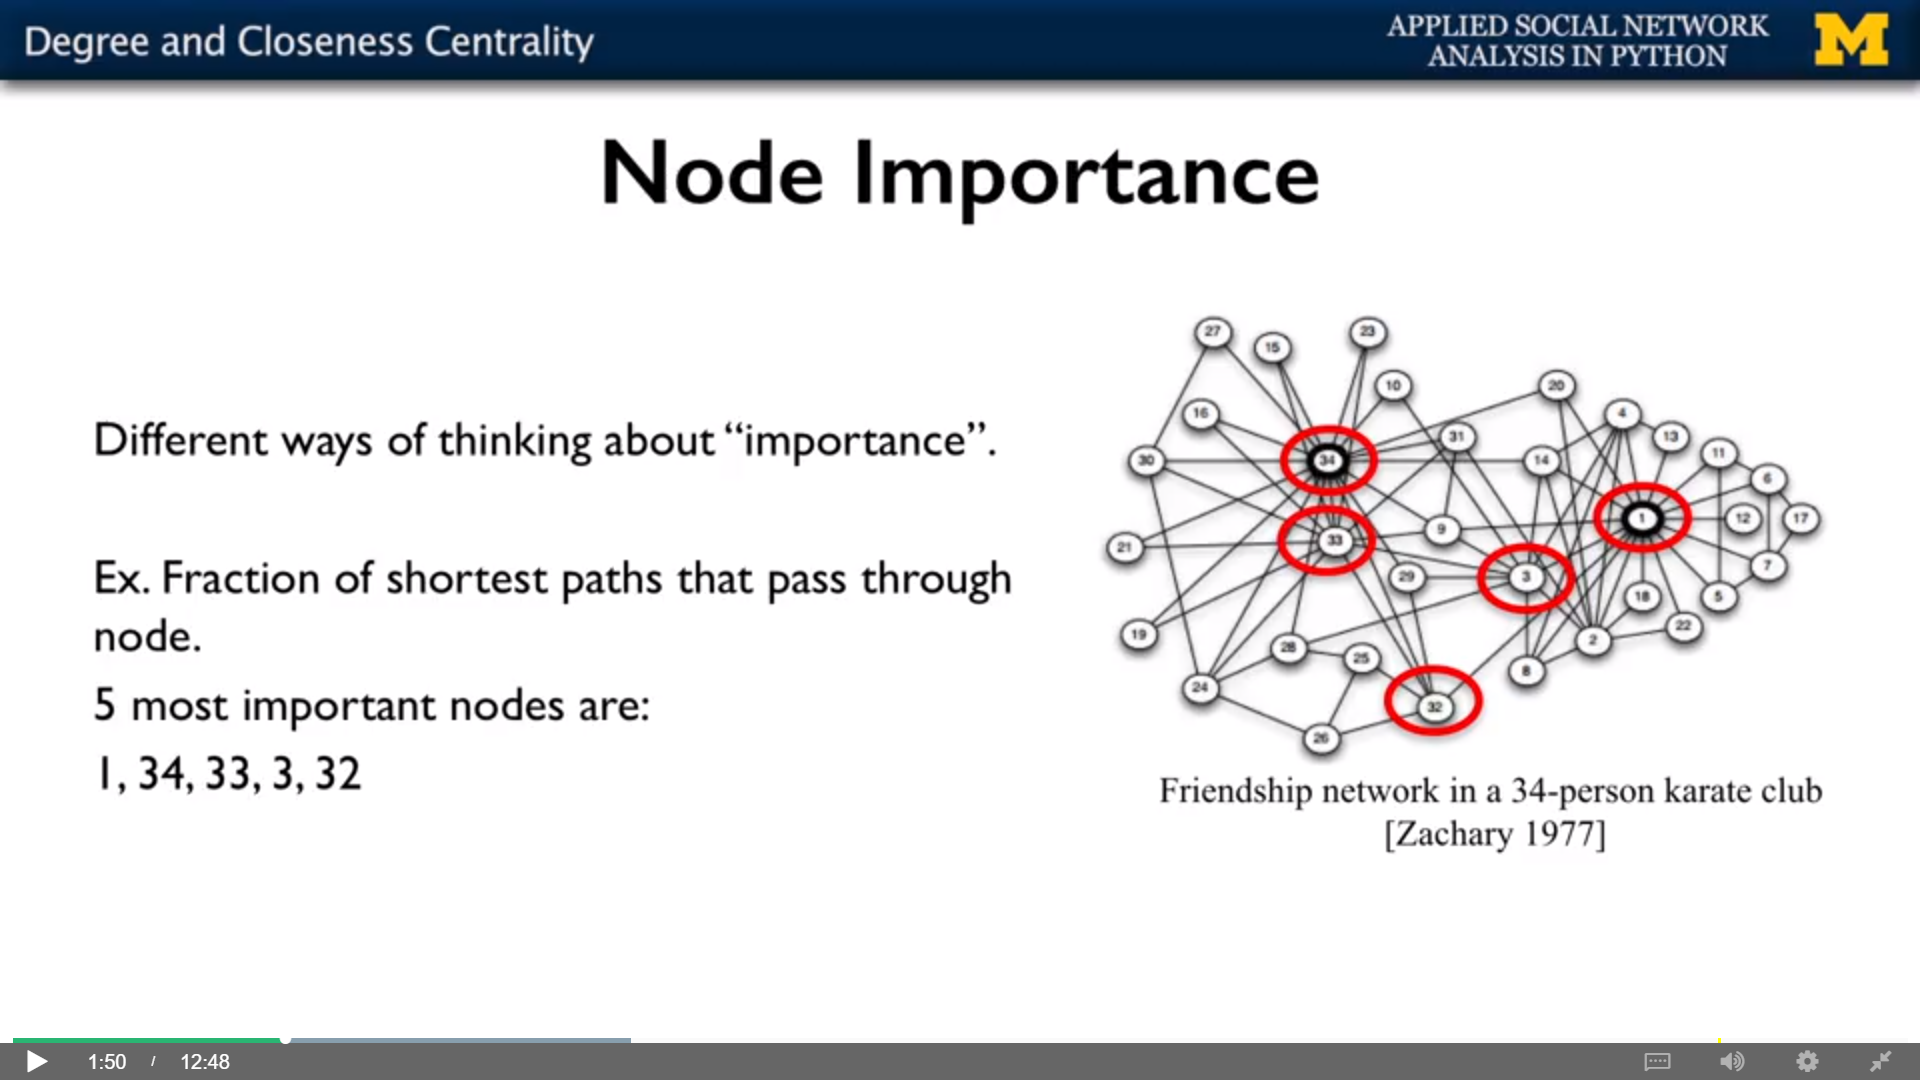 Degree and Closeness Centrality
APPLIED SOCIAL NETWORK
ANALYSIS IN PYTHON
M
Node Importance
Different ways of thinking about “importance”.
Ex. Fraction of shortest paths that pass through
node.
5 most important nodes are:
1, 34, 33, 3, 32
27
15
23
10
20
16
4
31
13
30
34
14
11
6
1
12
17
9
33
21
29
3
7
18
5
19
28
25
2
22
8
24
32
26
Friendship network in a 34-person karate club
[Zachary 1977]
1:50 / 12:48